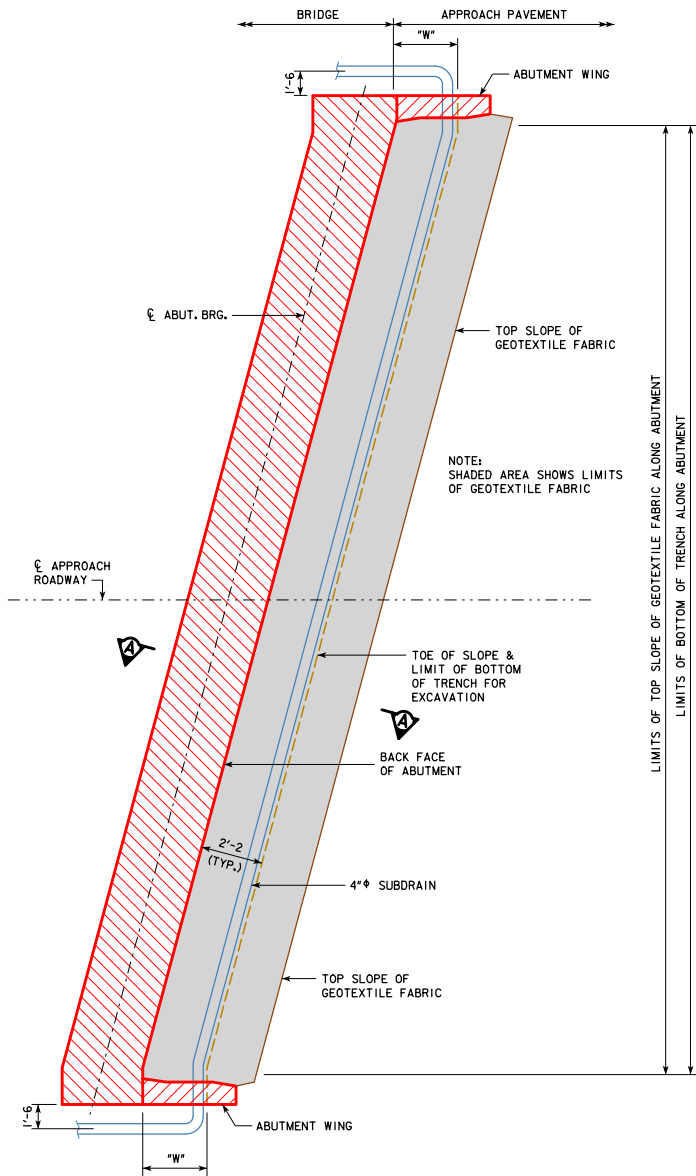 BRIDGE
APPROACH PAVEMENT
"W"
1'-6
ABUTMENT WING
℄ ABUT. BRG.
TOP SLOPE OF
GEOTEXTILE FABRIC
NOTE:
SHADED AREA SHOWS LIMITS
OF GEOTEXTILE FABRIC
LIMITS OF TOP SLOPE OF GEOTEXTILE FABRIC ALONG ABUTMENT
LIMITS OF BOTTOM OF TRENCH ALONG ABUTMENT
℄ APPROACH
ROADWAY
A
TOE OF SLOPE &
LIMIT OF BOTTOM
OF TRENCH FOR
EXCAVATION
A
BACK FACE
OF ABUTMENT
2'-2
(TYP.)
4"ϕ SUBDRAIN
TOP SLOPE OF
GEOTEXTILE FABRIC
1'-6
ABUTMENT WING
"W"